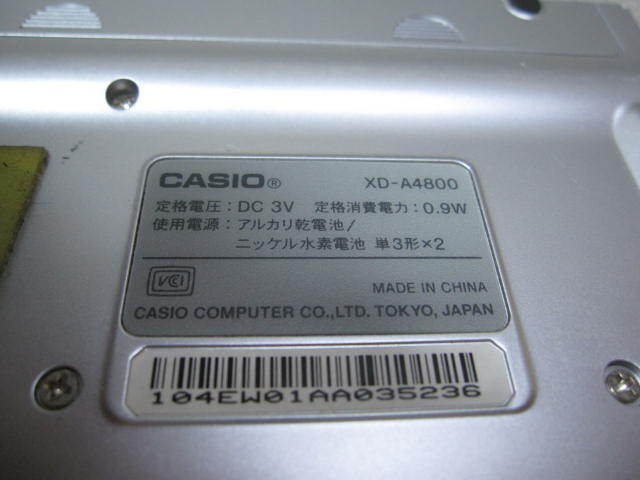 CASIO® XD-A4800
定格電圧：DC 3V 定格消費電力：0.9W
使用電源：アルカリ乾電池/
ニッケル水素電池 単3形×2
VCI MADE IN CHINA
CASIO COMPUTER CO.,LTD. TOKYO, JAPAN
104EW01AA035236